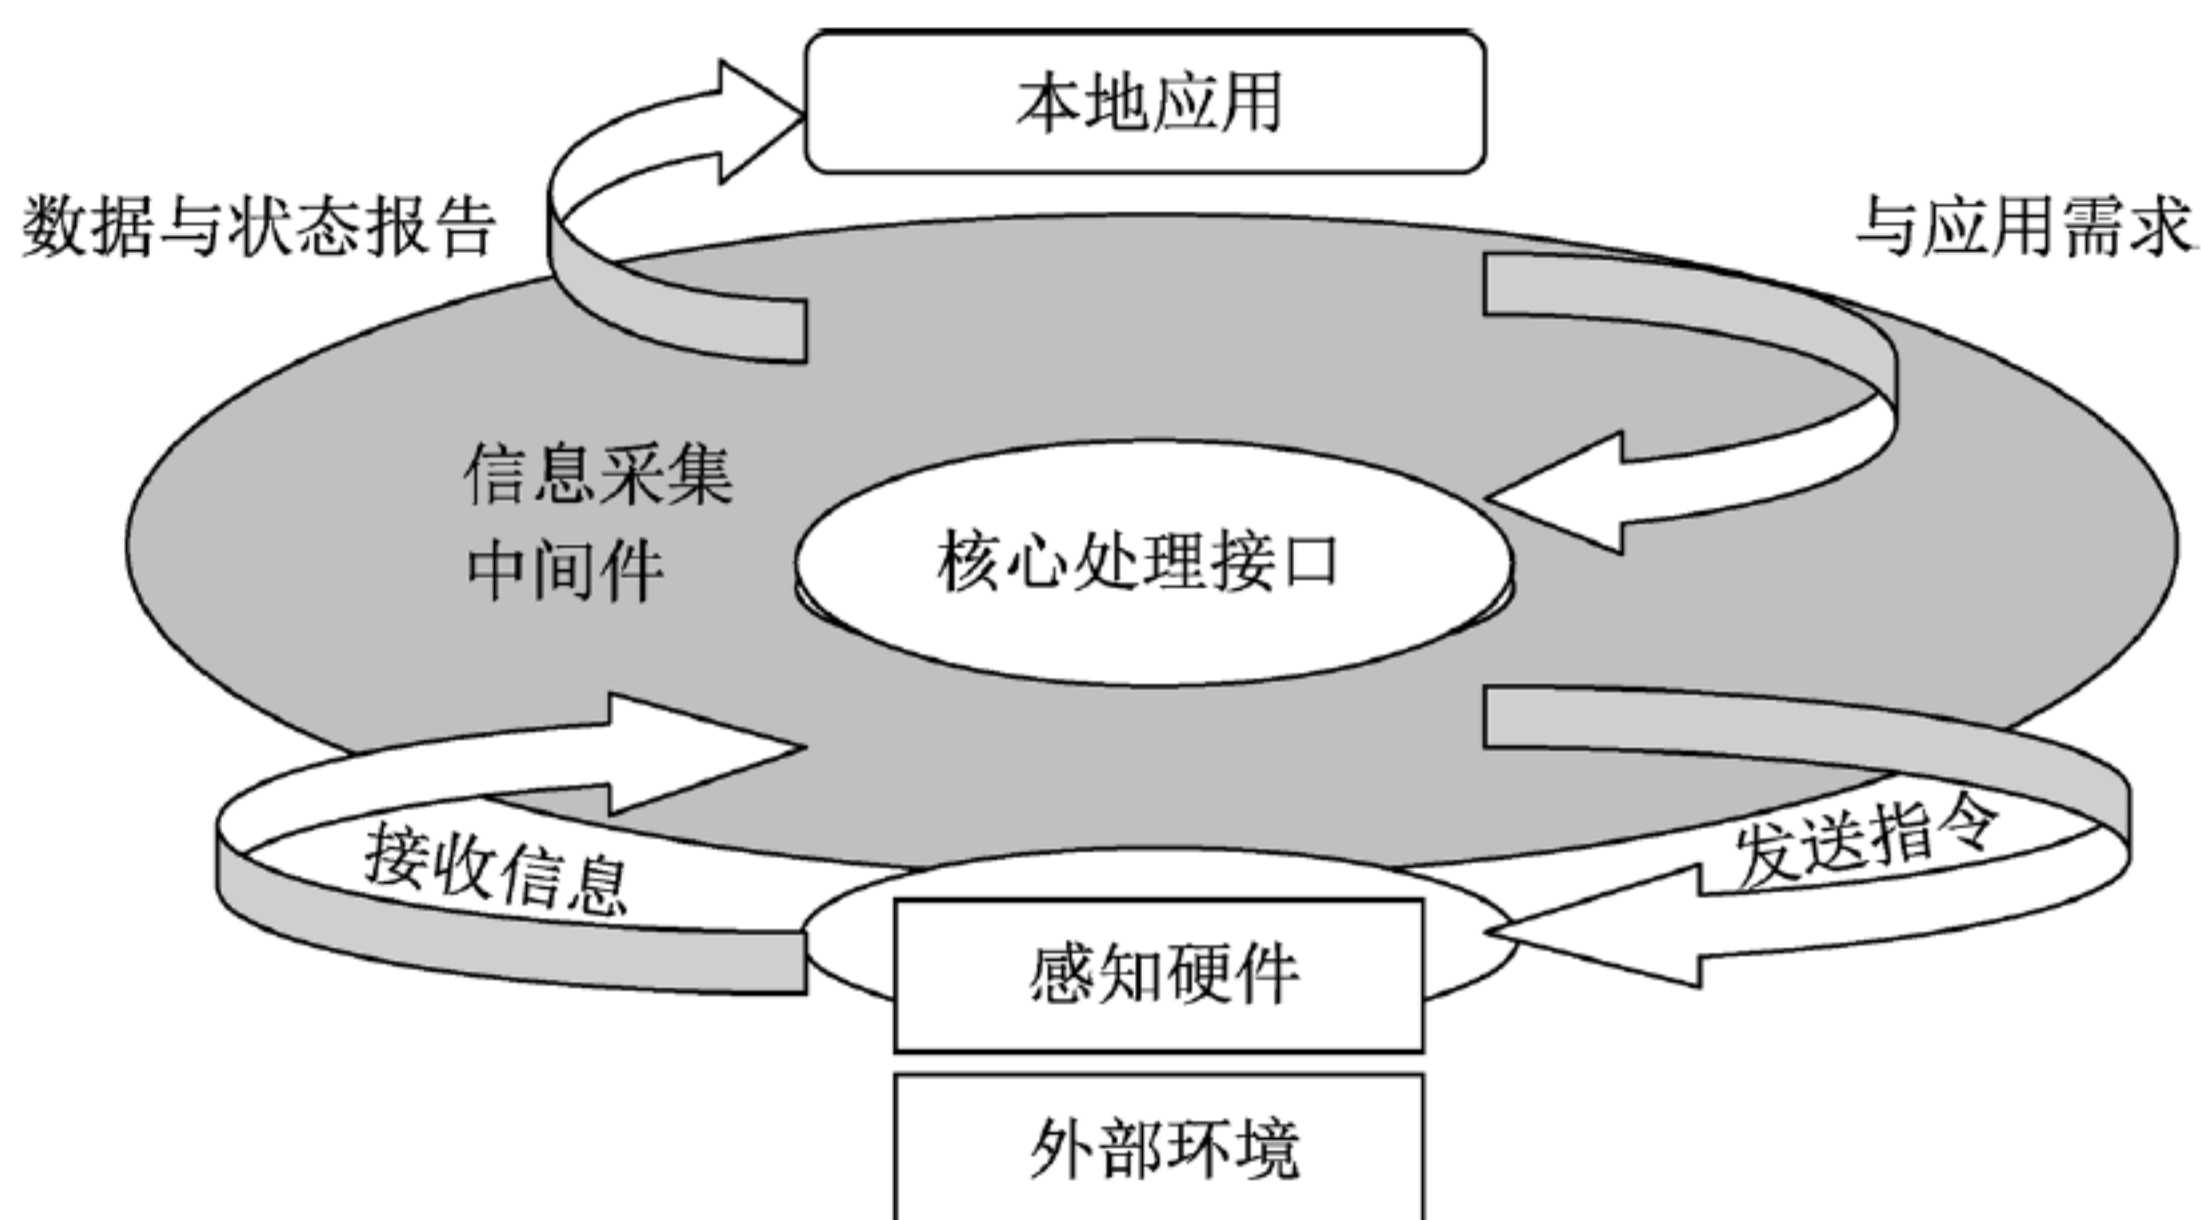 本地应用
数据与状态报告
与应用需求
信息采集
中间件
核心处理接口
接收信息
发送指令
感知硬件
外部环境